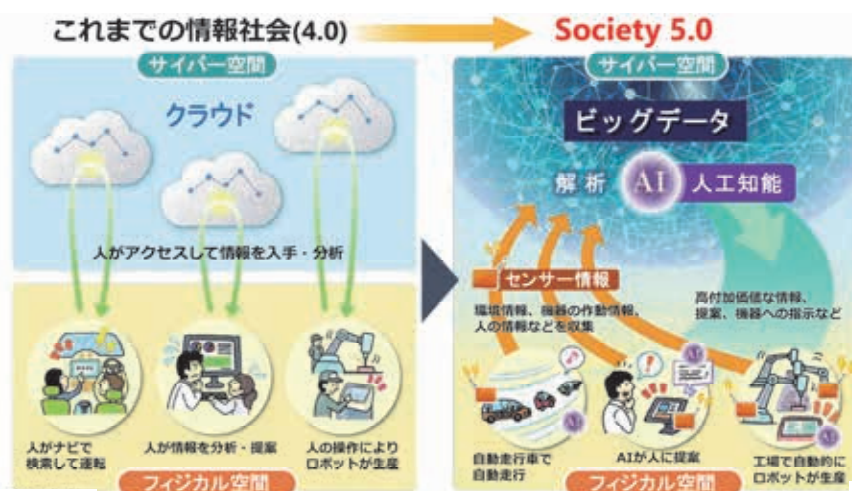 これまでの情報社会(4.0)
Society 5.0
サイバー空間
クラウド
人がアクセスして情報を入手・分析
人がナビで
検索して運転
人が情報を分析・提案
人の操作により
ロボットが生産
フィジカル空間
サイバー空間
ビッグデータ
解析 AI 人工知能
センサー情報
環境情報、機器の作動情報、
人の情報などを収集
高付加価値な情報、
提案、機器への指示など
AI
AI
AI
自動走行車で
自動走行
AIが人に提案
工場で自動的に
ロボットが生産
フィジカル空間